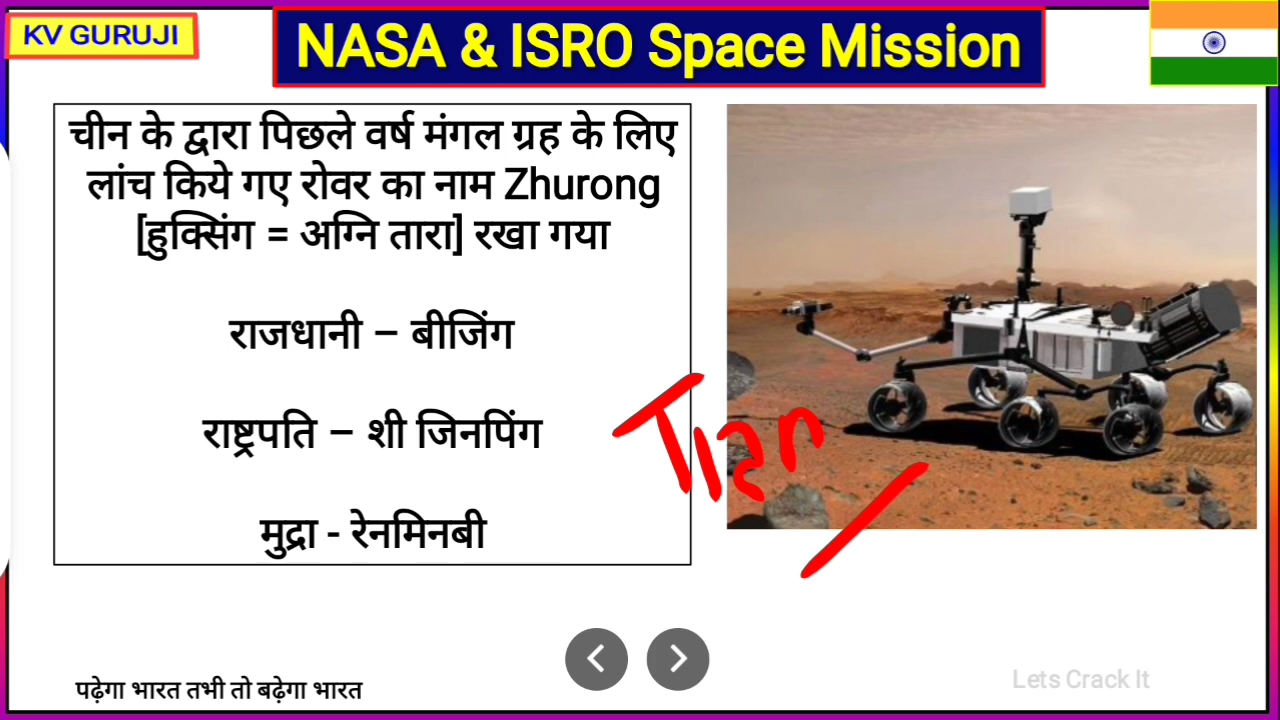 KV GURUJI
NASA & ISRO Space Mission
चीन के द्वारा पिछले वर्ष मंगल ग्रह के लिए
लांच किये गए रोवर का नाम Zhurong
[हुक्सिंग = अग्नि तारा] रखा गया
राजधानी – बीजिंग
राष्ट्रपति – शी जिनपिंग
मुद्रा - रेनमिनबी
Tian
पढ़ेगा भारत तभी तो बढ़ेगा भारत
Lets Crack It